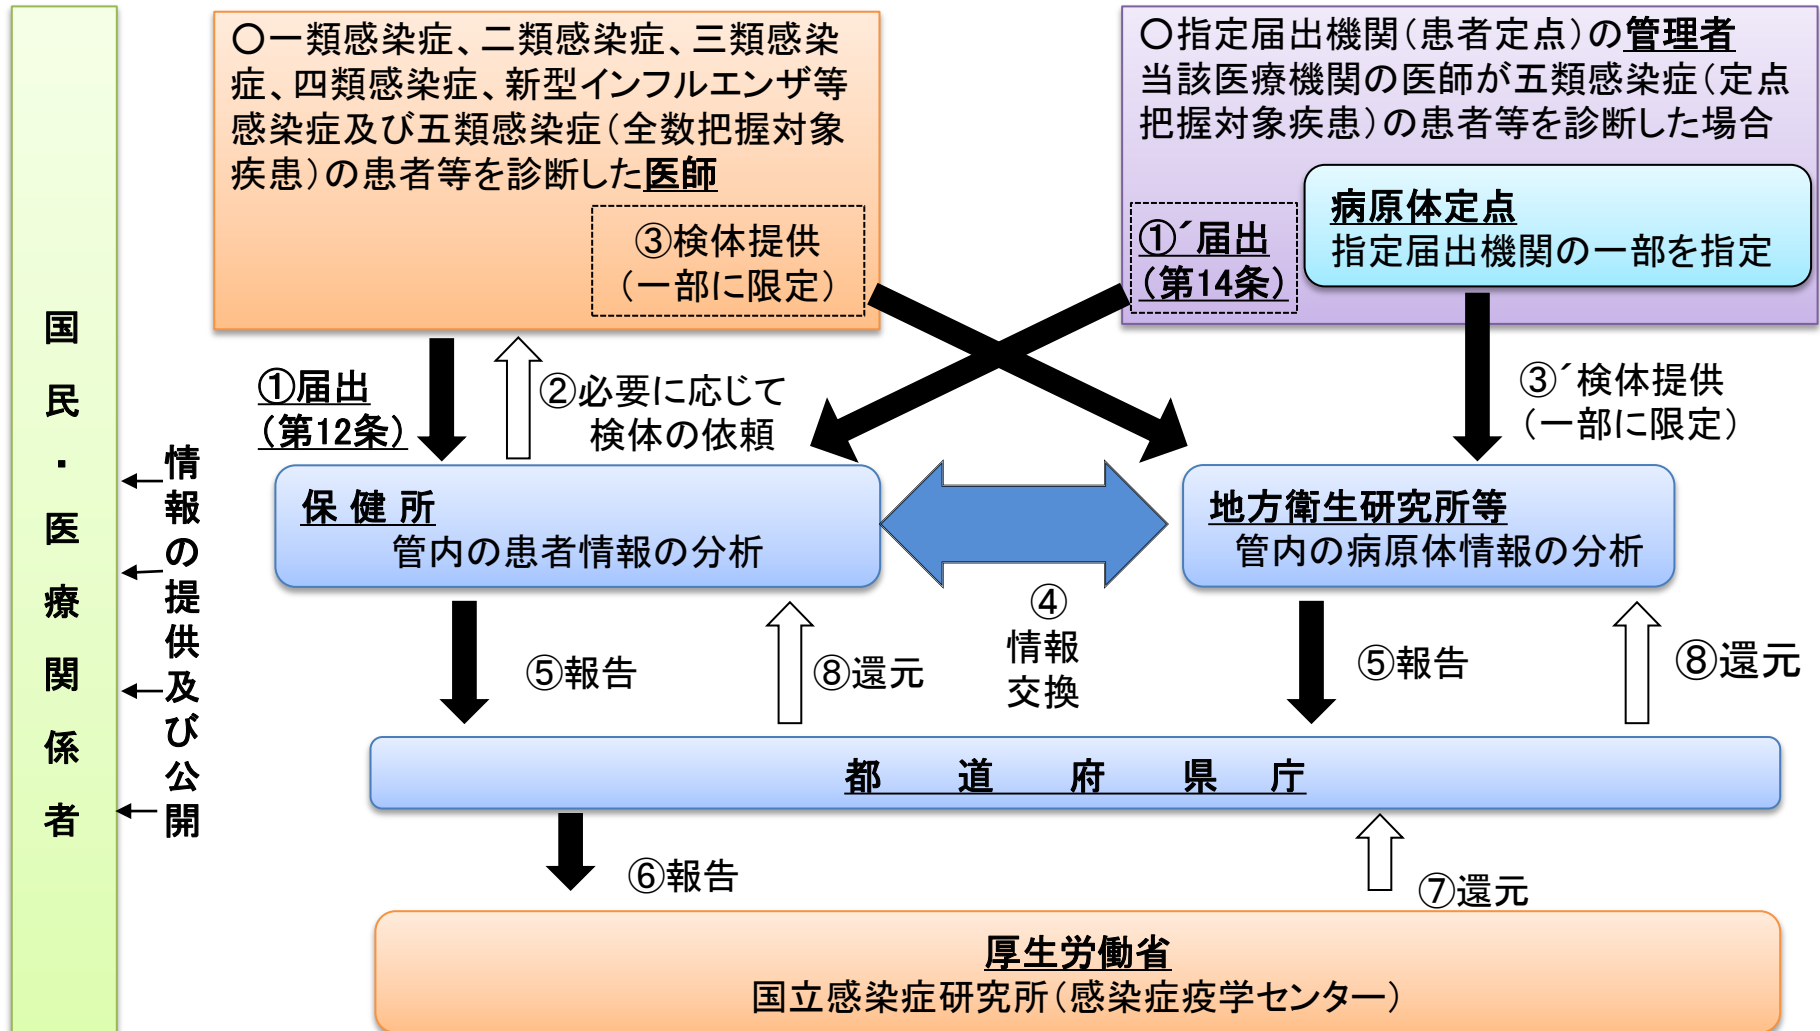 〇一類感染症、二類感染症、三類感染
症、四類感染症、新型インフルエンザ等
感染症及び五類感染症(全数把握対象
疾患)の患者等を診断した医師
③検体提供
(一部に限定)
〇指定届出機関(患者定点)の管理者
当該医療機関の医師が五類感染症(定点
把握対象疾患)の患者等を診断した場合
病原体定点
指定届出機関の一部を指定
①´届出
(第14条)
①届出
(第12条)
②必要に応じて
検体の依頼
③´検体提供
(一部に限定)
保健所
管内の患者情報の分析
地方衛生研究所等
管内の病原体情報の分析
④
情報
交換
⑤報告
⑧還元
⑤報告
⑧還元
都道府県庁
⑥報告
⑦還元
厚生労働省
国立感染症研究所(感染症疫学センター)
情報の提供及び公開
国民・医療関係者